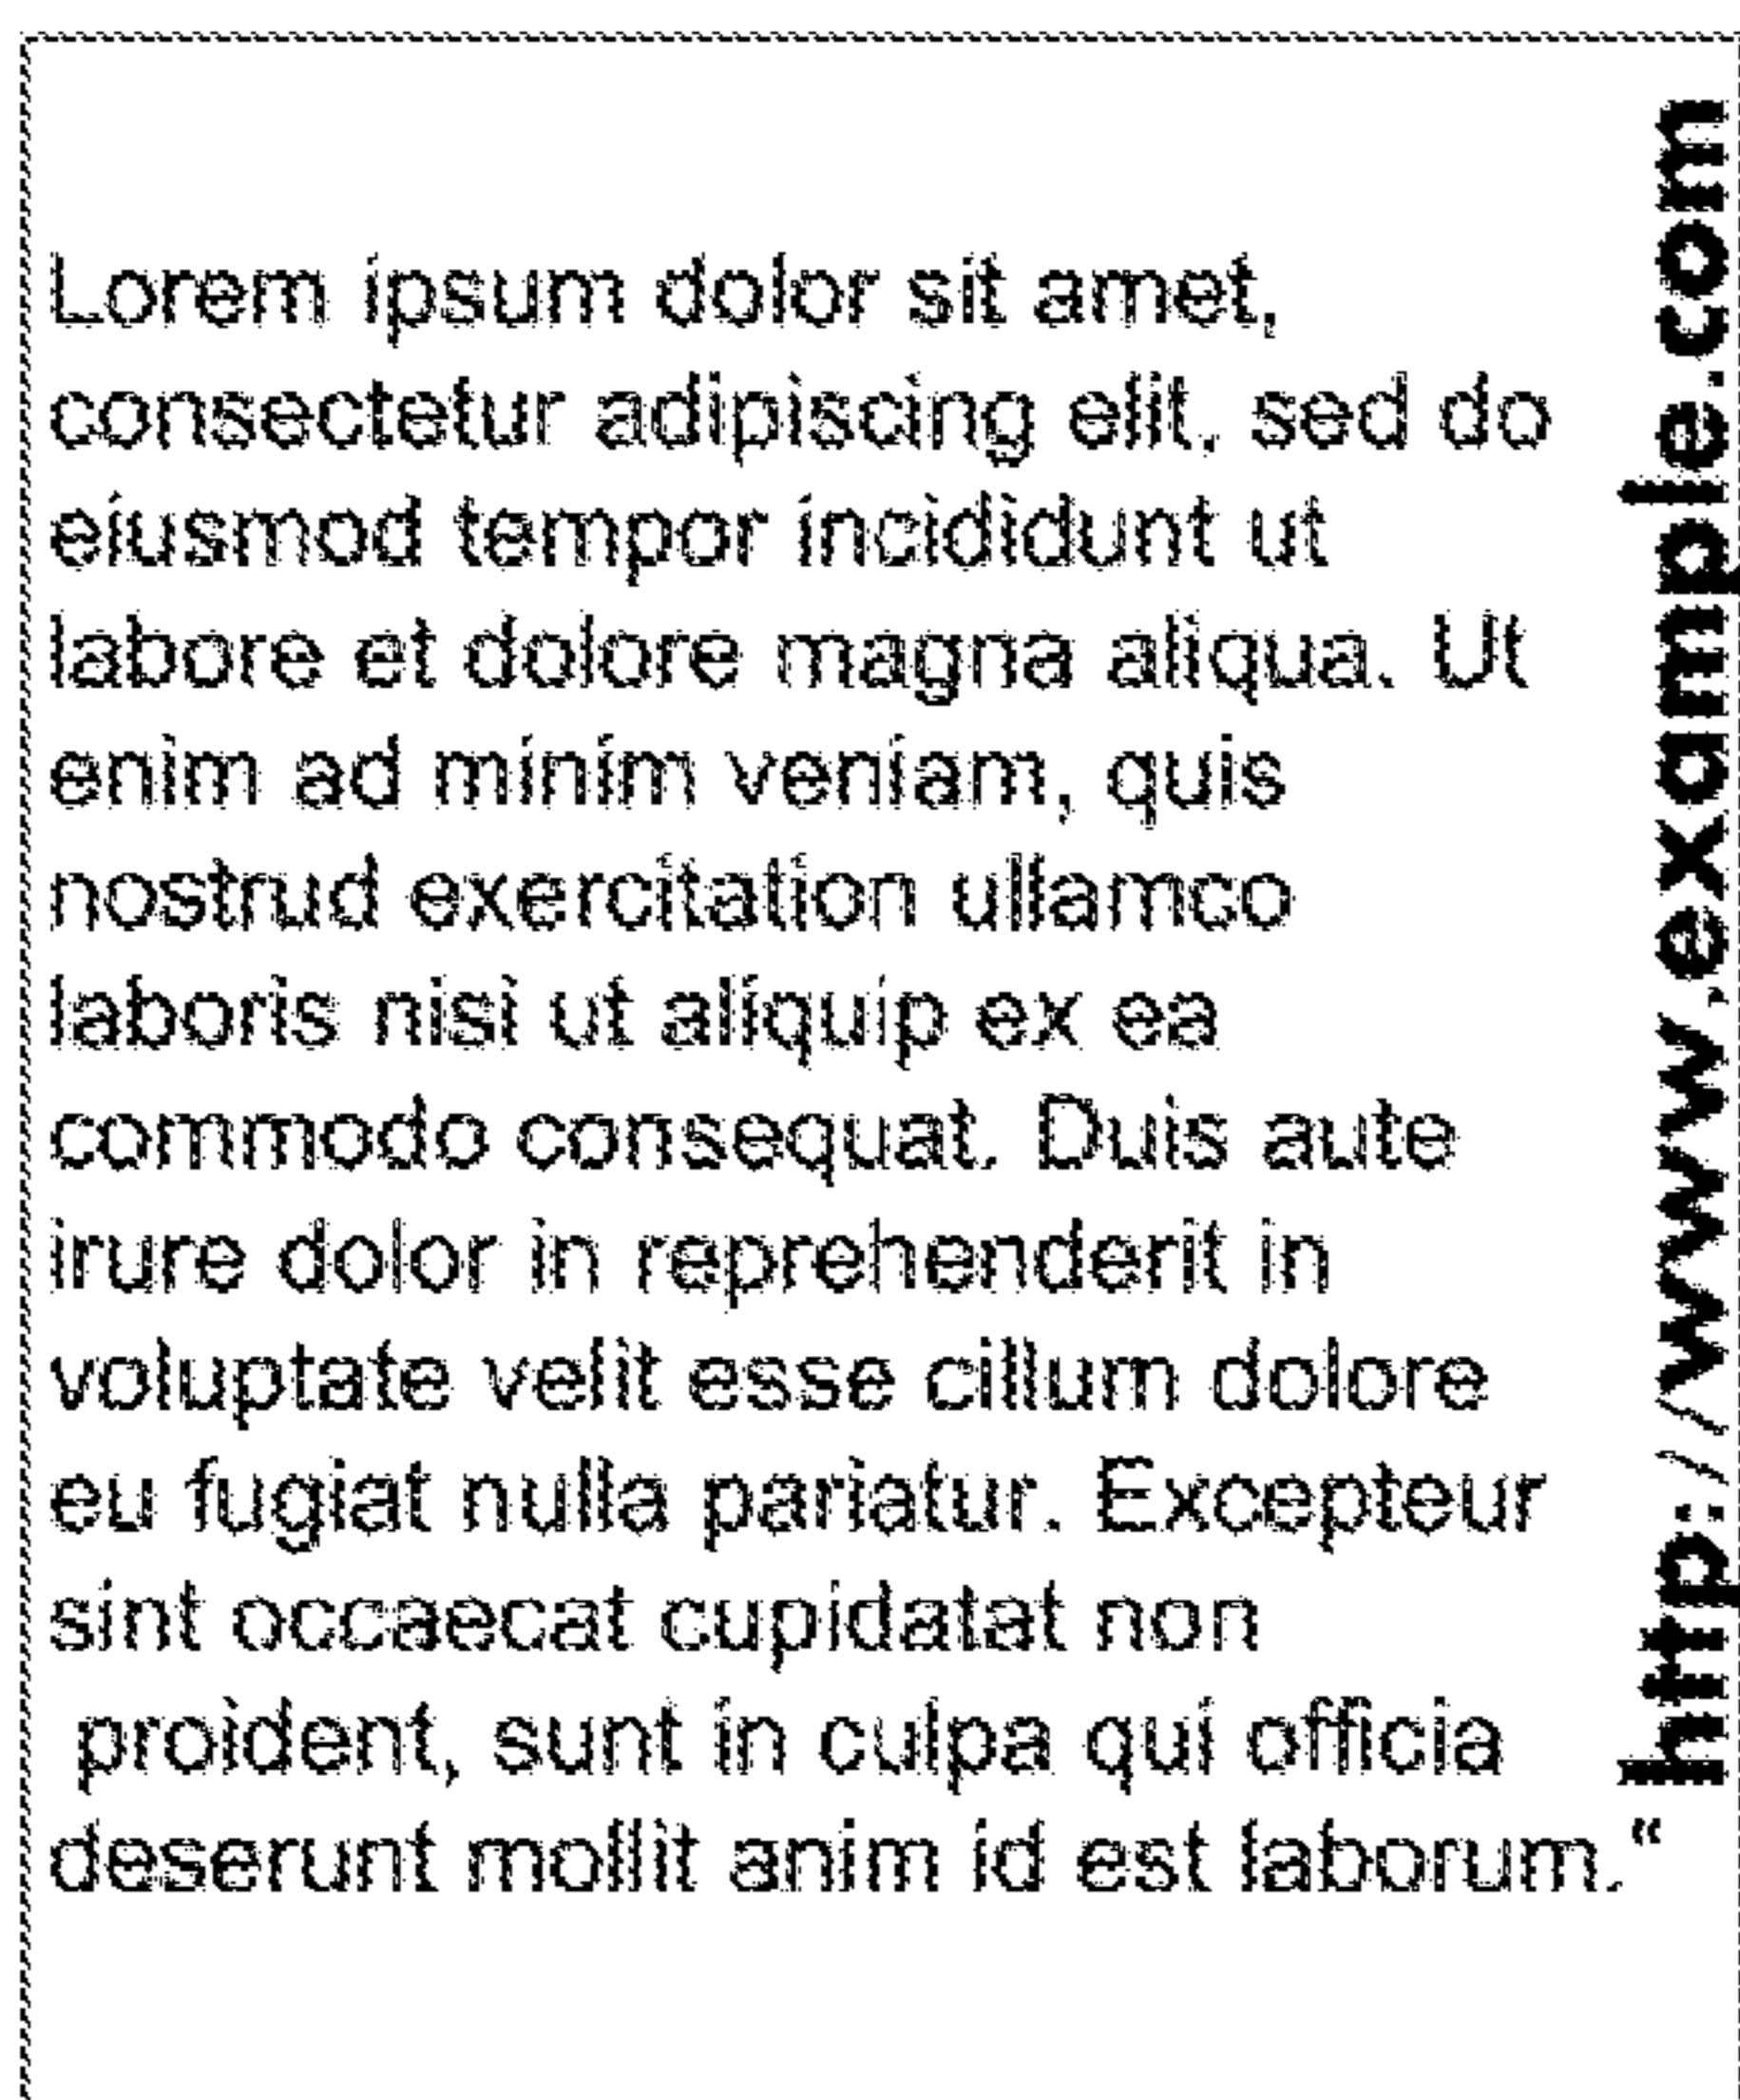 Lorem ipsum dolor sit amet,
consectetur adipiscing elit, sed do
eiusmod tempor incididunt ut
labore et dolore magna aliqua. Ut
enim ad minim veniam, quis
nostrud exercitation ullamco
laboris nisi ut aliquip ex ea
commodo consequat. Duis aute
irure dolor in reprehenderit in
voluptate velit esse cillum dolore
eu fugiat nulla pariatur. Excepteur
sint occaecat cupidatat non
proident, sunt in culpa qui officia
deserunt mollit anim id est laborum.“
http://www.example.com